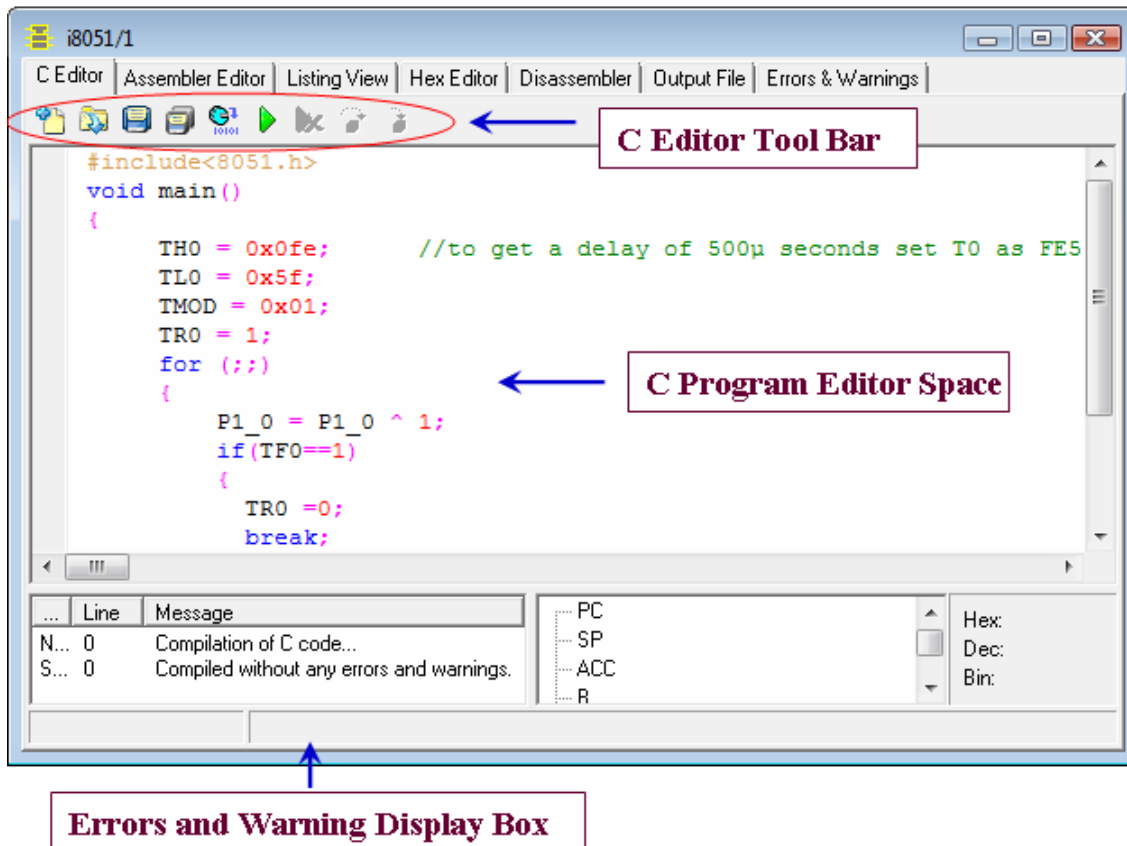 i8051/1
C Editor Assembler Editor Listing View Hex Editor Disassembler Output File Errors & Warnings
C Editor Tool Bar
#include<8051.h>
void main()
{
TH0 = 0x0fe; //to get a delay of 500µ seconds set T0 as FE5
TL0 = 0x5f;
TMOD = 0x01;
TR0 = 1;
for (;;)
{
C Program Editor Space
P1_0 = P1_0 ^ 1;
if(TF0==1)
{
TR0 =0;
break;
... Line Message
N... 0 Compilation of C code...
S... 0 Compiled without any errors and warnings.
PC
SP
ACC
B
Hex:
Dec:
Bin:
Errors and Warning Display Box